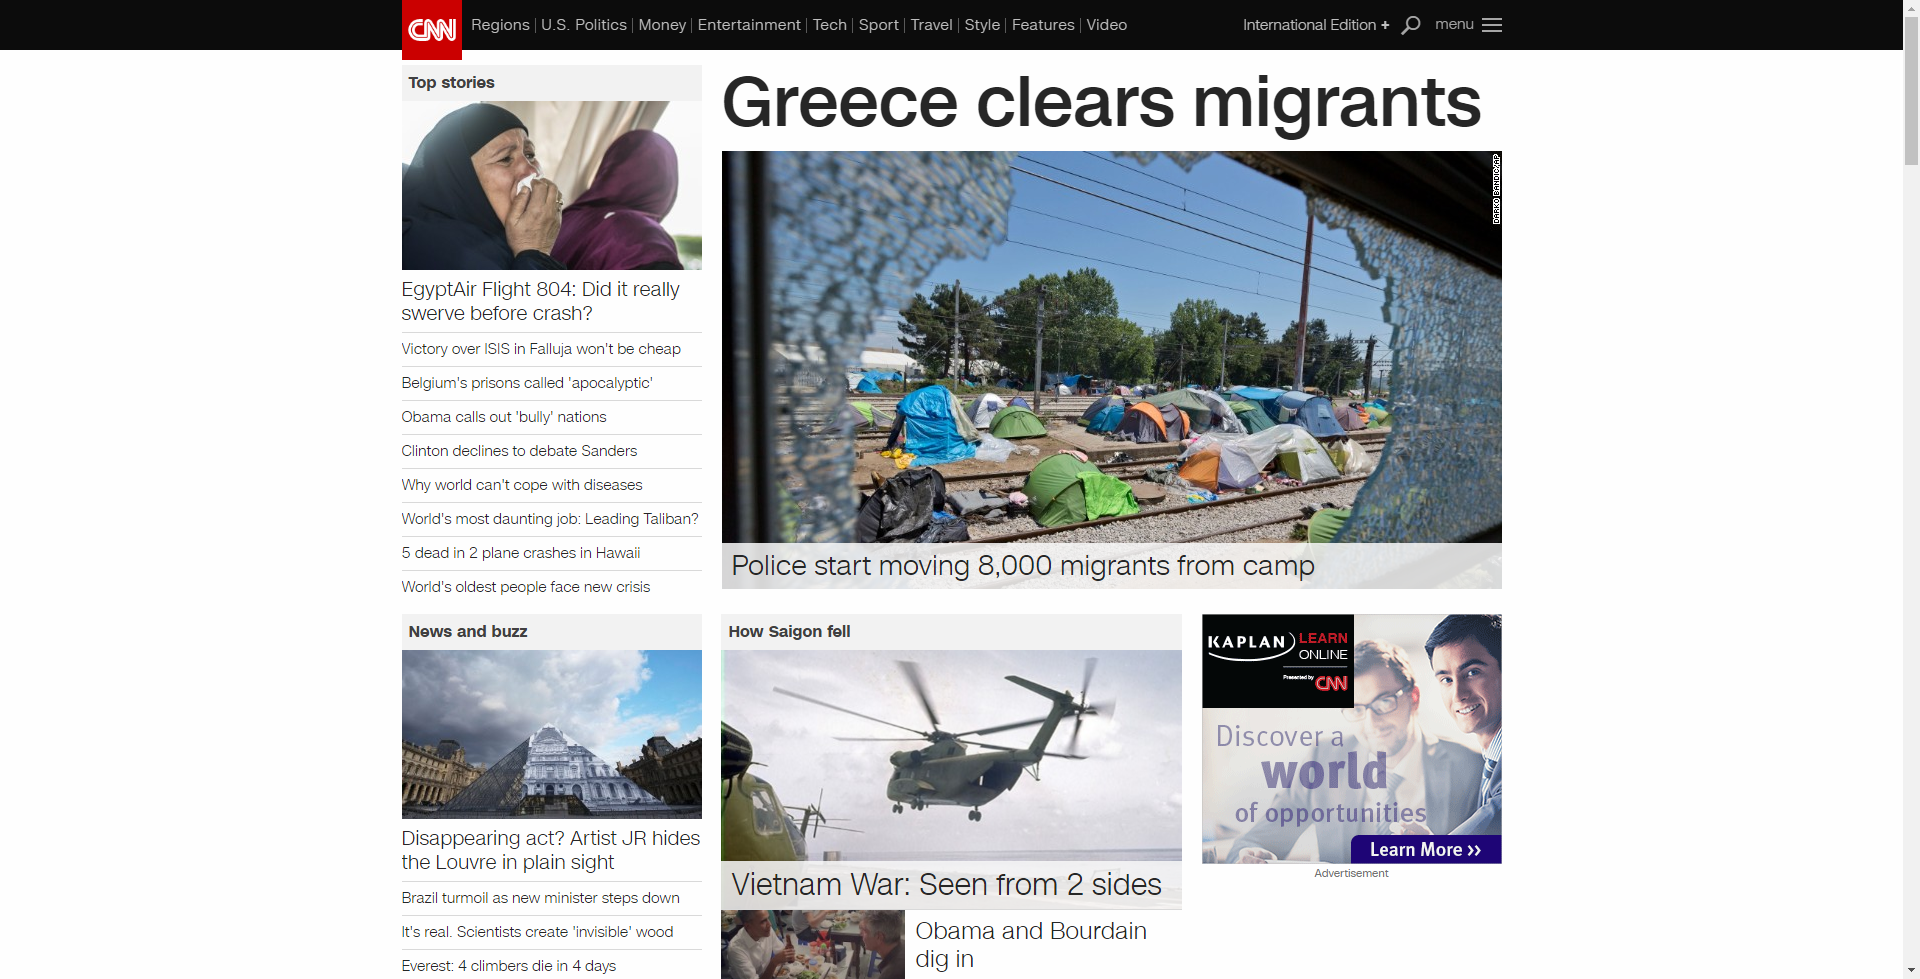 CNN
Regions
U.S. Politics
Money
Entertainment
Tech
Sport
Travel
Style
Features
Video
International Edition +
menu
Top stories
EgyptAir Flight 804: Did it really
swerve before crash?
Victory over ISIS in Falluja won't be cheap
Belgium's prisons called 'apocalyptic'
Obama calls out 'bully' nations
Clinton declines to debate Sanders
Why world can't cope with diseases
World's most daunting job: Leading Taliban?
5 dead in 2 plane crashes in Hawaii
World's oldest people face new crisis
Greece clears migrants
DARKO BANDIC/AP
Police start moving 8,000 migrants from camp
News and buzz
Disappearing act? Artist JR hides
the Louvre in plain sight
Brazil turmoil as new minister steps down
It's real. Scientists create 'invisible' wood
Everest: 4 climbers die in 4 days
How Saigon fell
Vietnam War: Seen from 2 sides
Obama and Bourdain
dig in
KAPLAN
LEARN
ONLINE
Presented by CNN
Discover a
world
of opportunities
Learn More >>
Advertisement